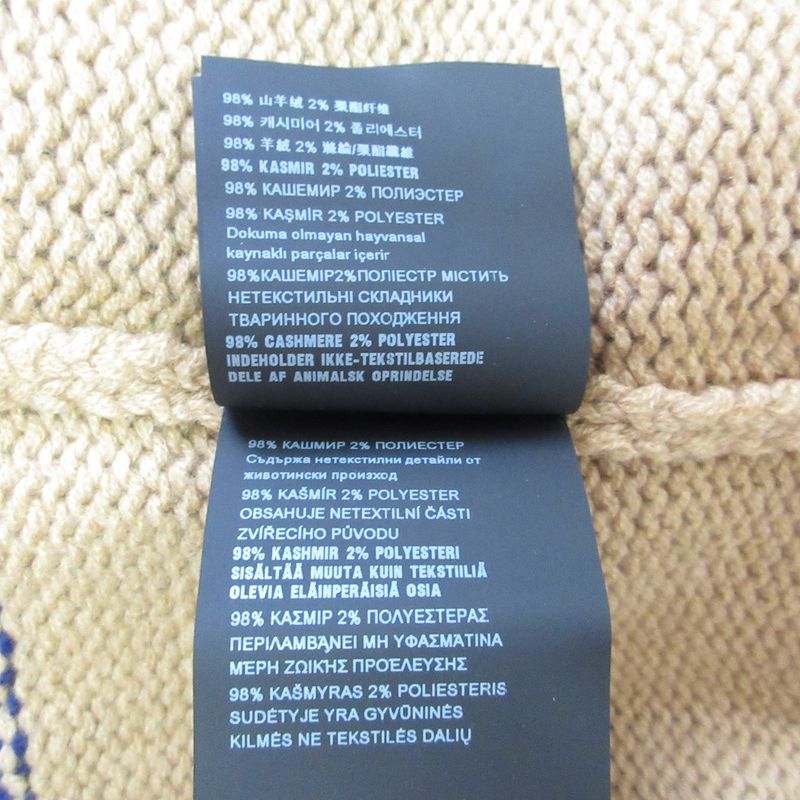 98% 山羊绒 2% 聚酯纤维
98% 캐시미어 2% 폴리에스터
98% 羊絨 2% 滌綸/聚酯纖維
98% KASMIR 2% POLIESTER
98% КАШЕМИР 2% ПОЛИЭСТЕР
98% KAŞMİR 2% POLYESTER
Dokuma olmayan hayvansal
kaynaklı parçalar içerir
98%КАШЕМІР2%ПОЛІЕСТР МІСТИТЬ
НЕТЕКСТИЛЬНІ СКЛАДНИКИ
ТВАРИННОГО ПОХОДЖЕННЯ
98% CASHMERE 2% POLYESTER
INDEHOLDER IKKE-TEKSTILBASEREDE
DELE AF ANIMALSK OPRINDELSE
98% КАШМИР 2% ПОЛИЕСТЕР
Съдържа нетекстилни детайли от
животински произход
98% KAŠMÍR 2% POLYESTER
OBSAHUJE NETEXTILNÍ ČÁSTI
ZVÍŘECÍHO PŮVODU
98% KASHMIR 2% POLYESTERI
SISÄLTÄÄ MUUTA KUIN TEKSTIILIÄ
OLEVIA ELÄINPERÄISIÄ OSIA
98% ΚΑΣΜΙΡ 2% ΠΟΛΥΕΣΤΕΡΑΣ
ΠΕΡΙΛΑΜΒΆΝΕΙ ΜΗ ΥΦΑΣΜΆΤΙΝΑ
ΜΈΡΗ ΖΩΙΚΉΣ ΠΡΟΈΛΕΥΣΗΣ
98% KAŠMYRAS 2% POLIESTERIS
SUDĖTYJE YRA GYVŪNINĖS
KILMĖS NE TEKSTILĖS DALIŲ